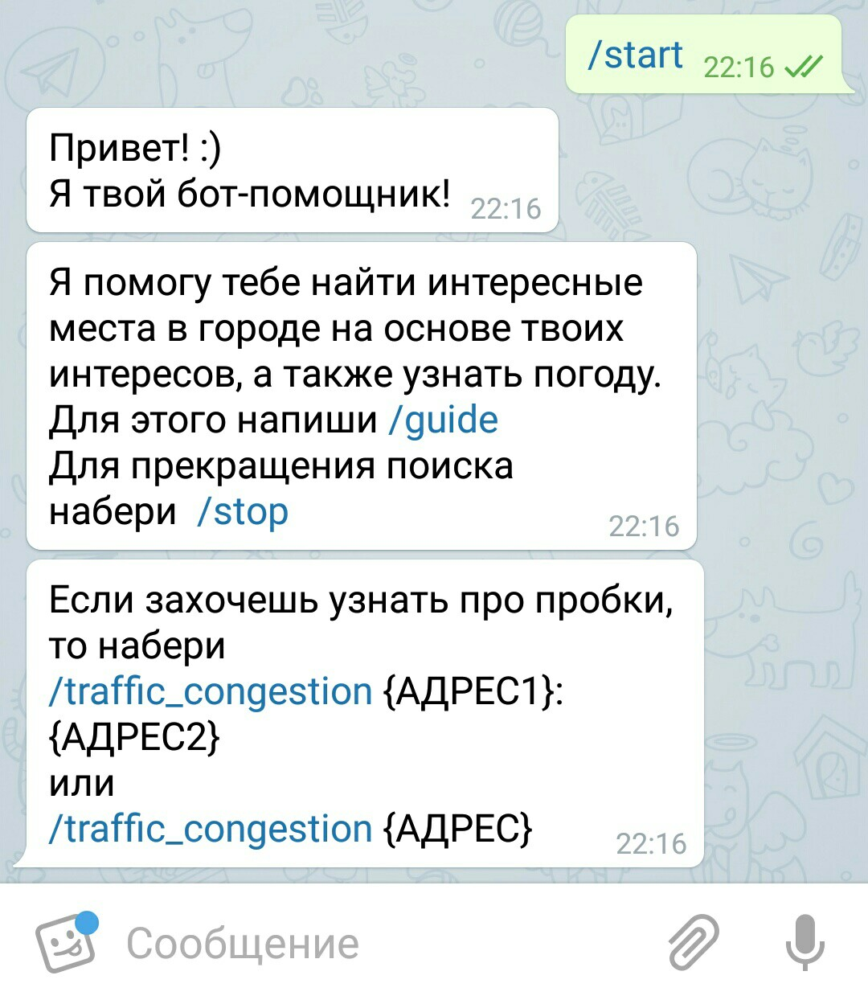 /start 22:16
Привет! :)
Я твой бот-помощник! 22:16
Я помогу тебе найти интересные
места в городе на основе твоих
интересов, а также узнать погоду.
Для этого напиши /guide
Для прекращения поиска
набери /stop
22:16
Если захочешь узнать про пробки,
то набери
/traffic_congestion {АДРЕС1}:
{АДРЕС2}
или
/traffic_congestion {АДРЕС}
22:16
Сообщение